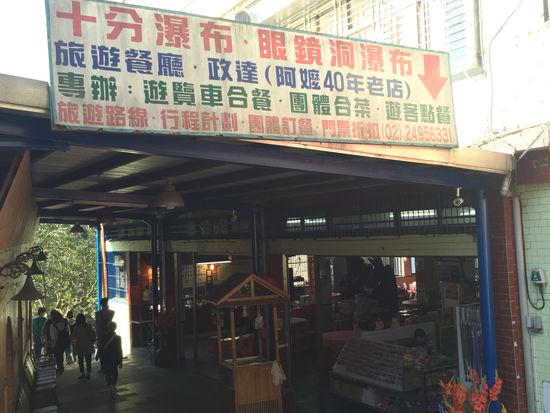 十分瀑布·眼鏡洞瀑布
旅遊餐廳·政達(阿嬤40年老店)
專辦：遊覽車合餐·團體合菜·遊客點餐
旅遊路線·行程計劃·團體訂餐·門票折扣(02)24958331